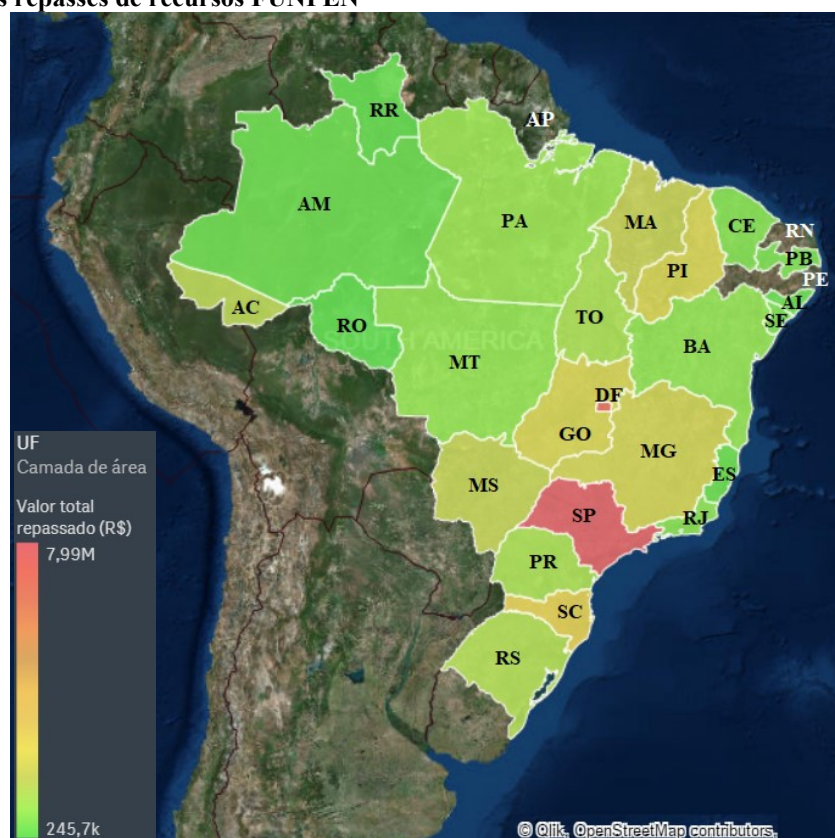 s repasses de recursos FUNPEN
RR
AP
AM
PA
MA
CE
RN
PI
PB
PE
AC
AL
TO
SE
RO
BA
SOUTH AMERICA
MT
DF
GO
MG
UF
Camada de área
ES
MS
Valor total
repassado (R$)
SP
RJ
7,99M
PR
SC
RS
245,7k
© Qlik, OpenStreetMap contributors.